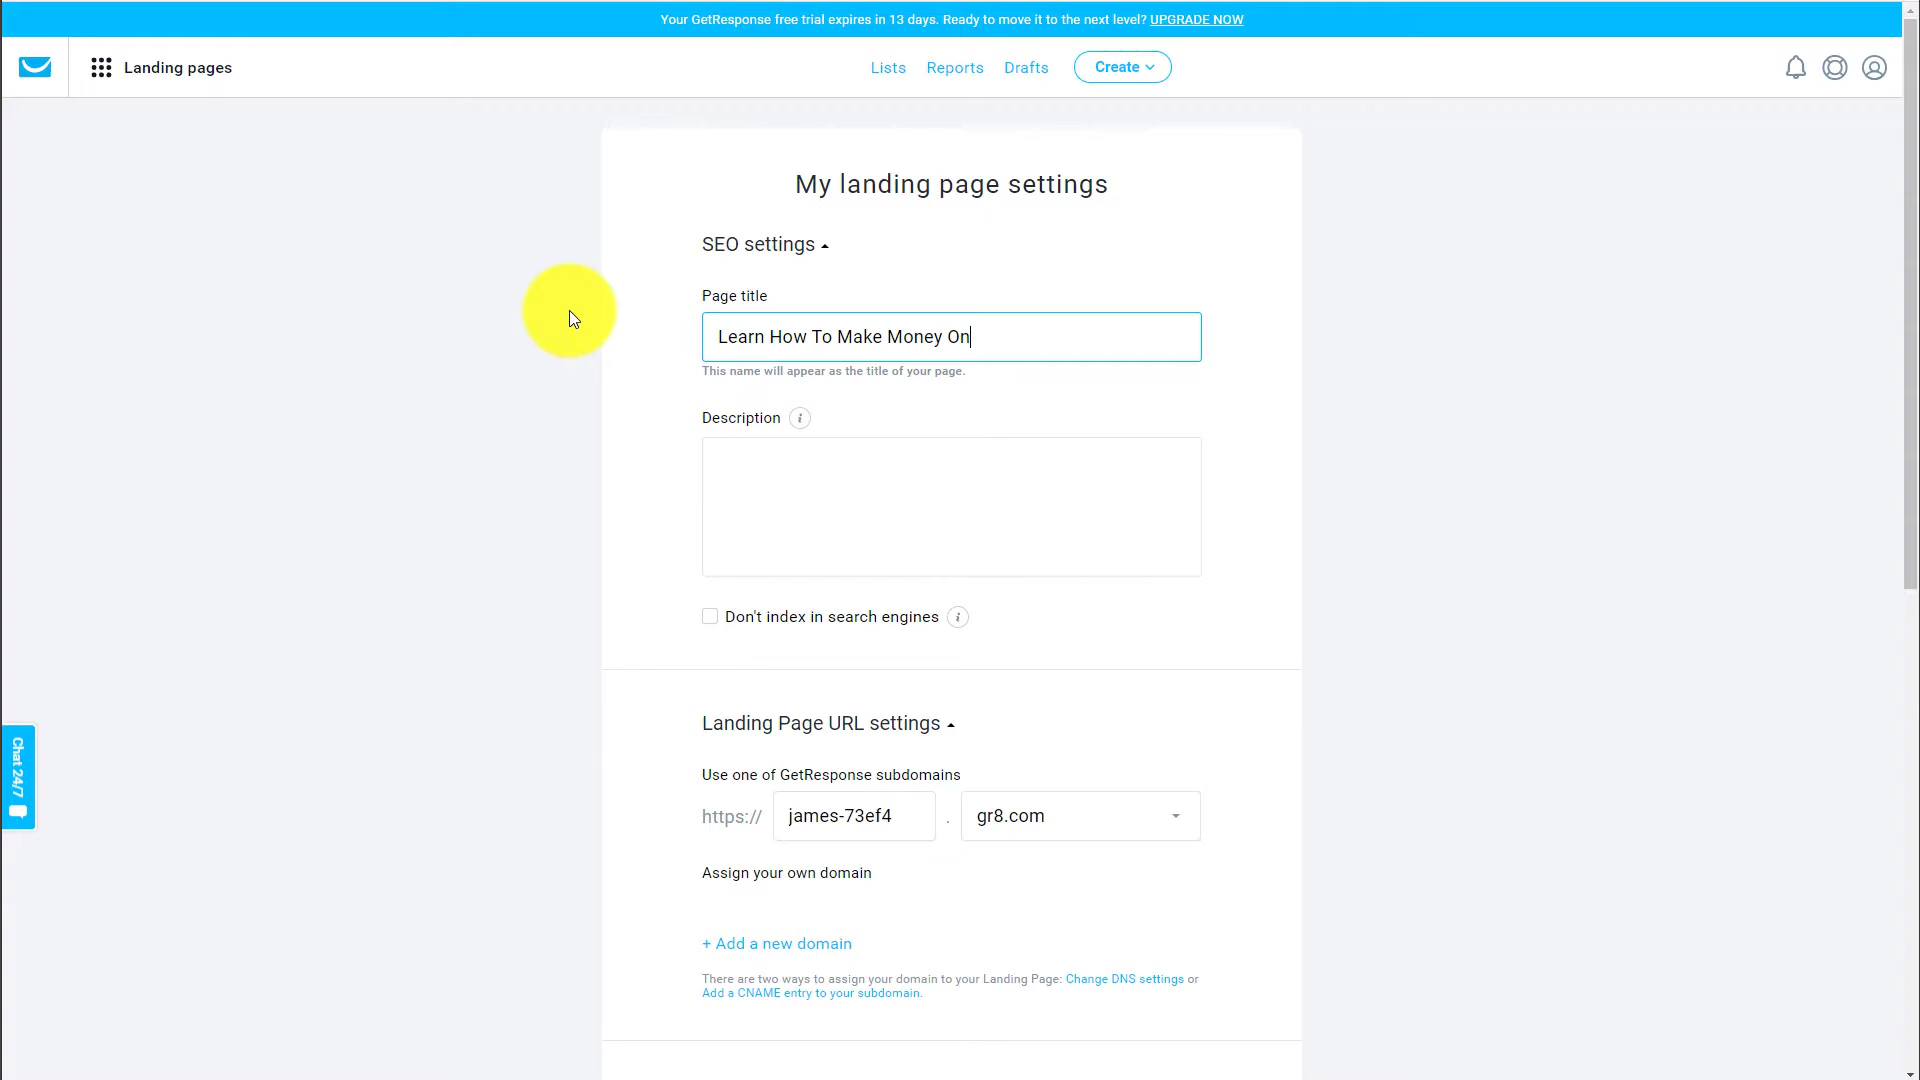 Your GetResponse free trial expires in 13 days. Ready to move it to the next level? UPGRADE NOW
Landing pages
Lists
Reports
Drafts
Create
My landing page settings
SEO settings
Page title
Learn How To Make Money On
This name will appear as the title of your page.
Description
Don't index in search engines
Landing Page URL settings
Use one of GetResponse subdomains
https:// james-73ef4 . gr8.com
Assign your own domain
+ Add a new domain
There are two ways to assign your domain to your Landing Page: Change DNS settings or
Add a CNAME entry to your subdomain.
Chat 24/7